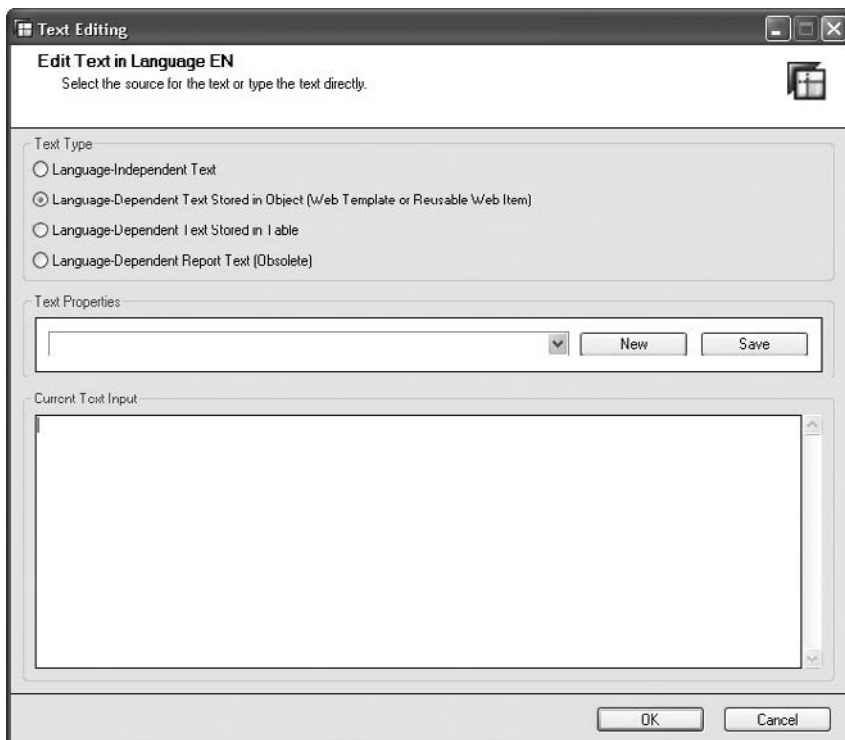 Text Editing
Edit Text in Language EN
Select the source for the text or type the text directly.
Text Type
Language-Independent Text
Language-Dependent Text Stored in Object (Web Template or Reusable Web Item)
Language-Dependent Text Stored in Table
Language-Dependent Report Text (Obsolete)
Text Properties
New Save
Current Text Input
OK Cancel